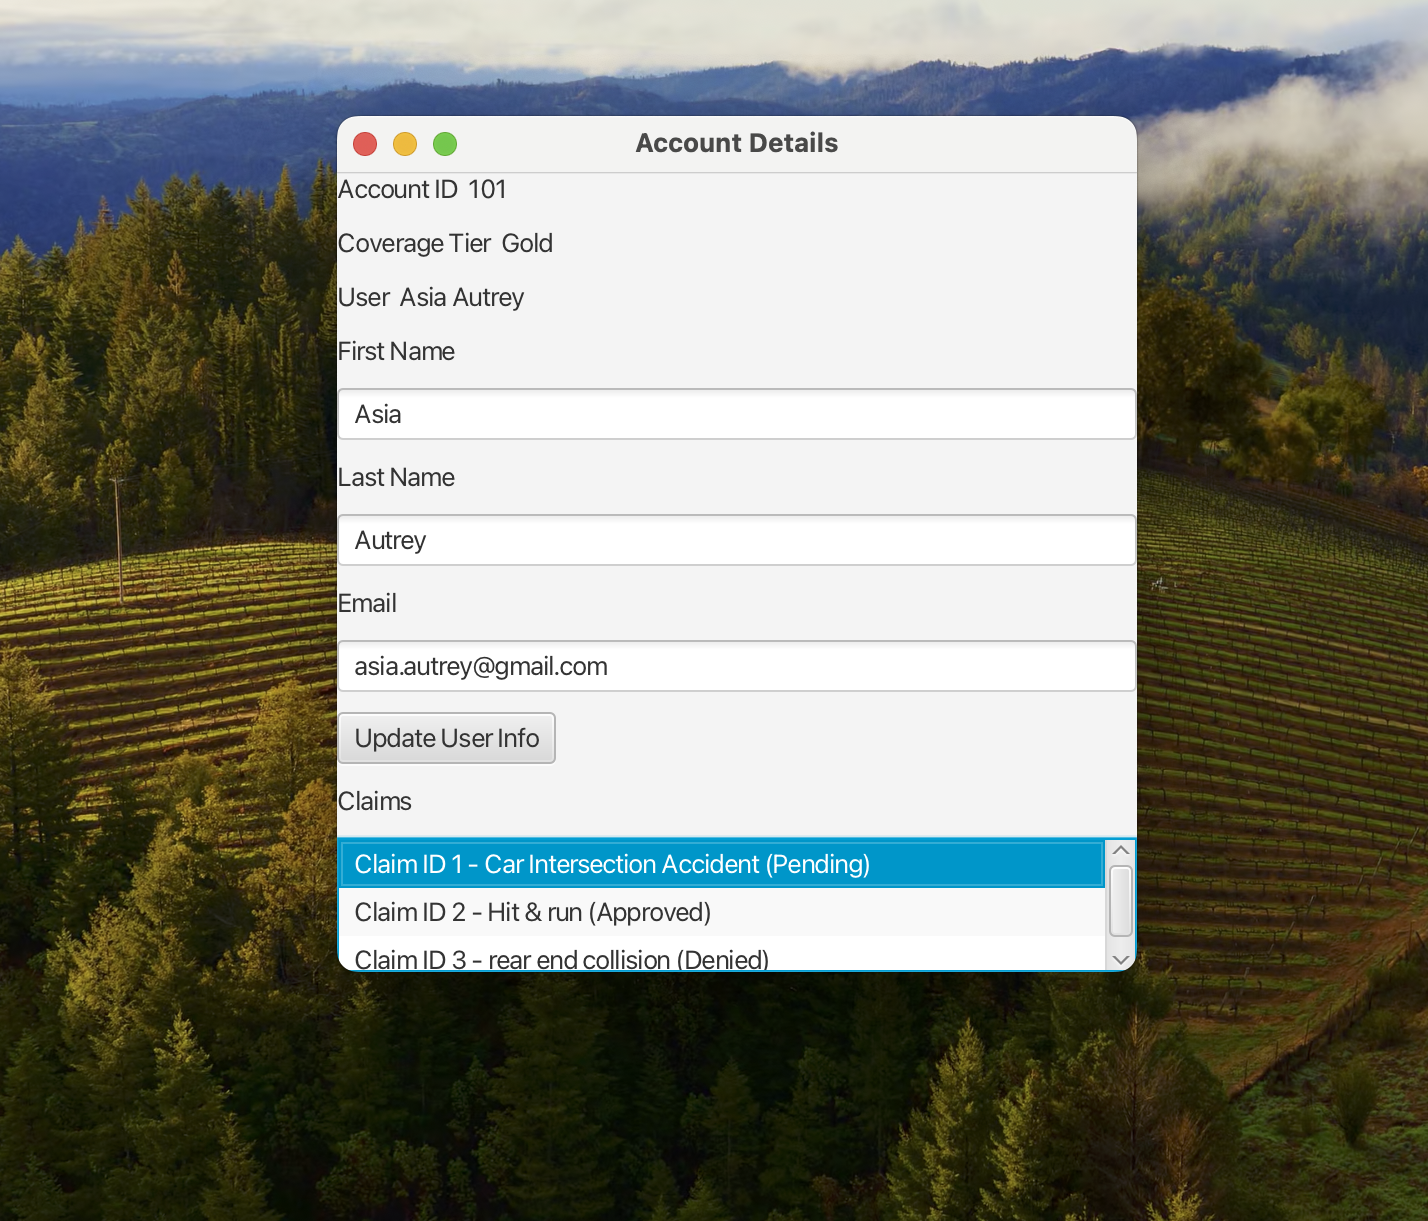 Account Details
Account ID 101
Coverage Tier Gold
User Asia Autrey
First Name
Asia
Last Name
Autrey
Email
asia.autrey@gmail.com
Update User Info
Claims
Claim ID 1 - Car Intersection Accident (Pending)
Claim ID 2 - Hit & run (Approved)
Claim ID 3 - rear end collision (Denied)